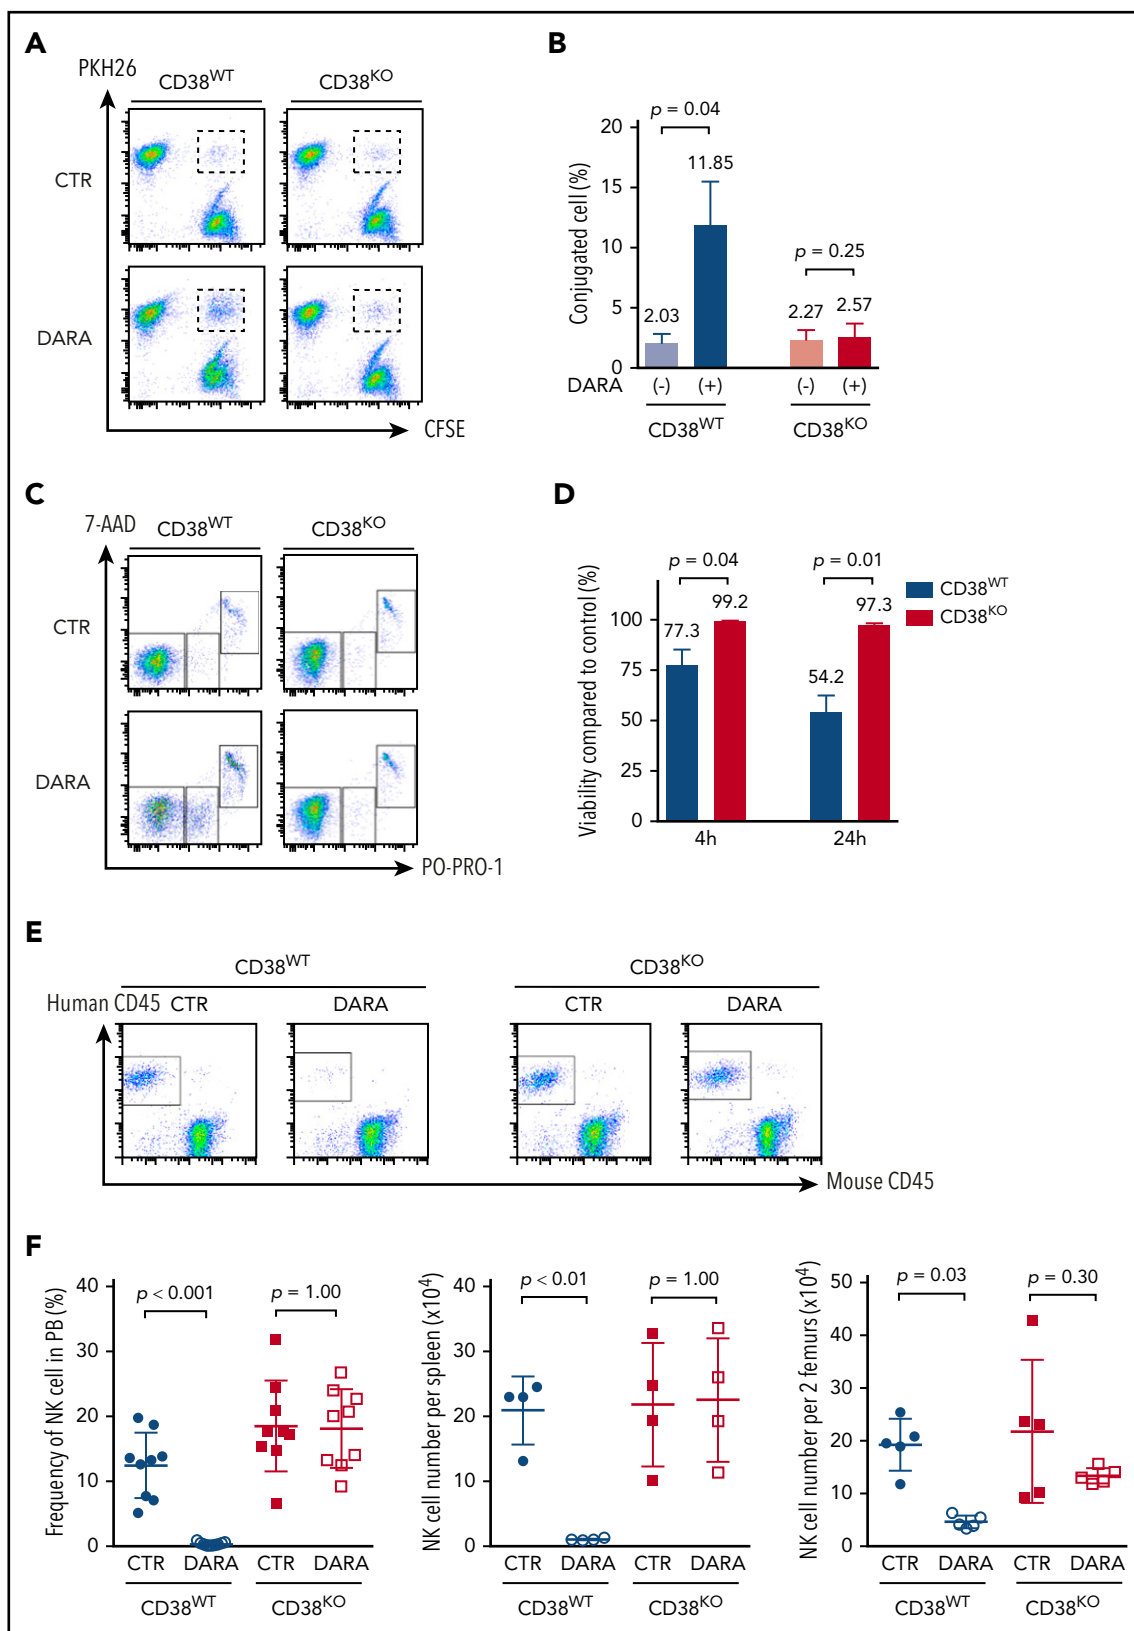 A
PKH26
CD38WT
CD38KO
CTR
DARA
CFSE
B
Conjugated cell (%)
20
15
10
5
0
p = 0.04
11.85
2.03
p = 0.25
2.27
2.57
DARA
(-)
(+)
(-)
(+)
CD38WT
CD38KO
C
7-AAD
CD38WT
CD38KO
CTR
DARA
PO-PRO-1
D
Viability compared to control (%)
100
75
50
25
0
p = 0.04
99.2
77.3
p = 0.01
97.3
54.2
4h
24h
CD38WT
CD38KO
E
CD38WT
CD38KO
Human CD45
CTR
DARA
CTR
DARA
Mouse CD45
F
Frequency of NK cell in PB (%)
40
30
20
10
0
p < 0.001
p = 1.00
CTR
DARA
CTR
DARA
CD38WT
CD38KO
NK cell number per spleen (x10⁴)
40
30
20
10
0
p < 0.01
p = 1.00
CTR
DARA
CTR
DARA
CD38WT
CD38KO
NK cell number per 2 femurs (x10⁴)
50
40
30
20
10
0
p = 0.03
p = 0.30
CTR
DARA
CTR
DARA
CD38WT
CD38KO